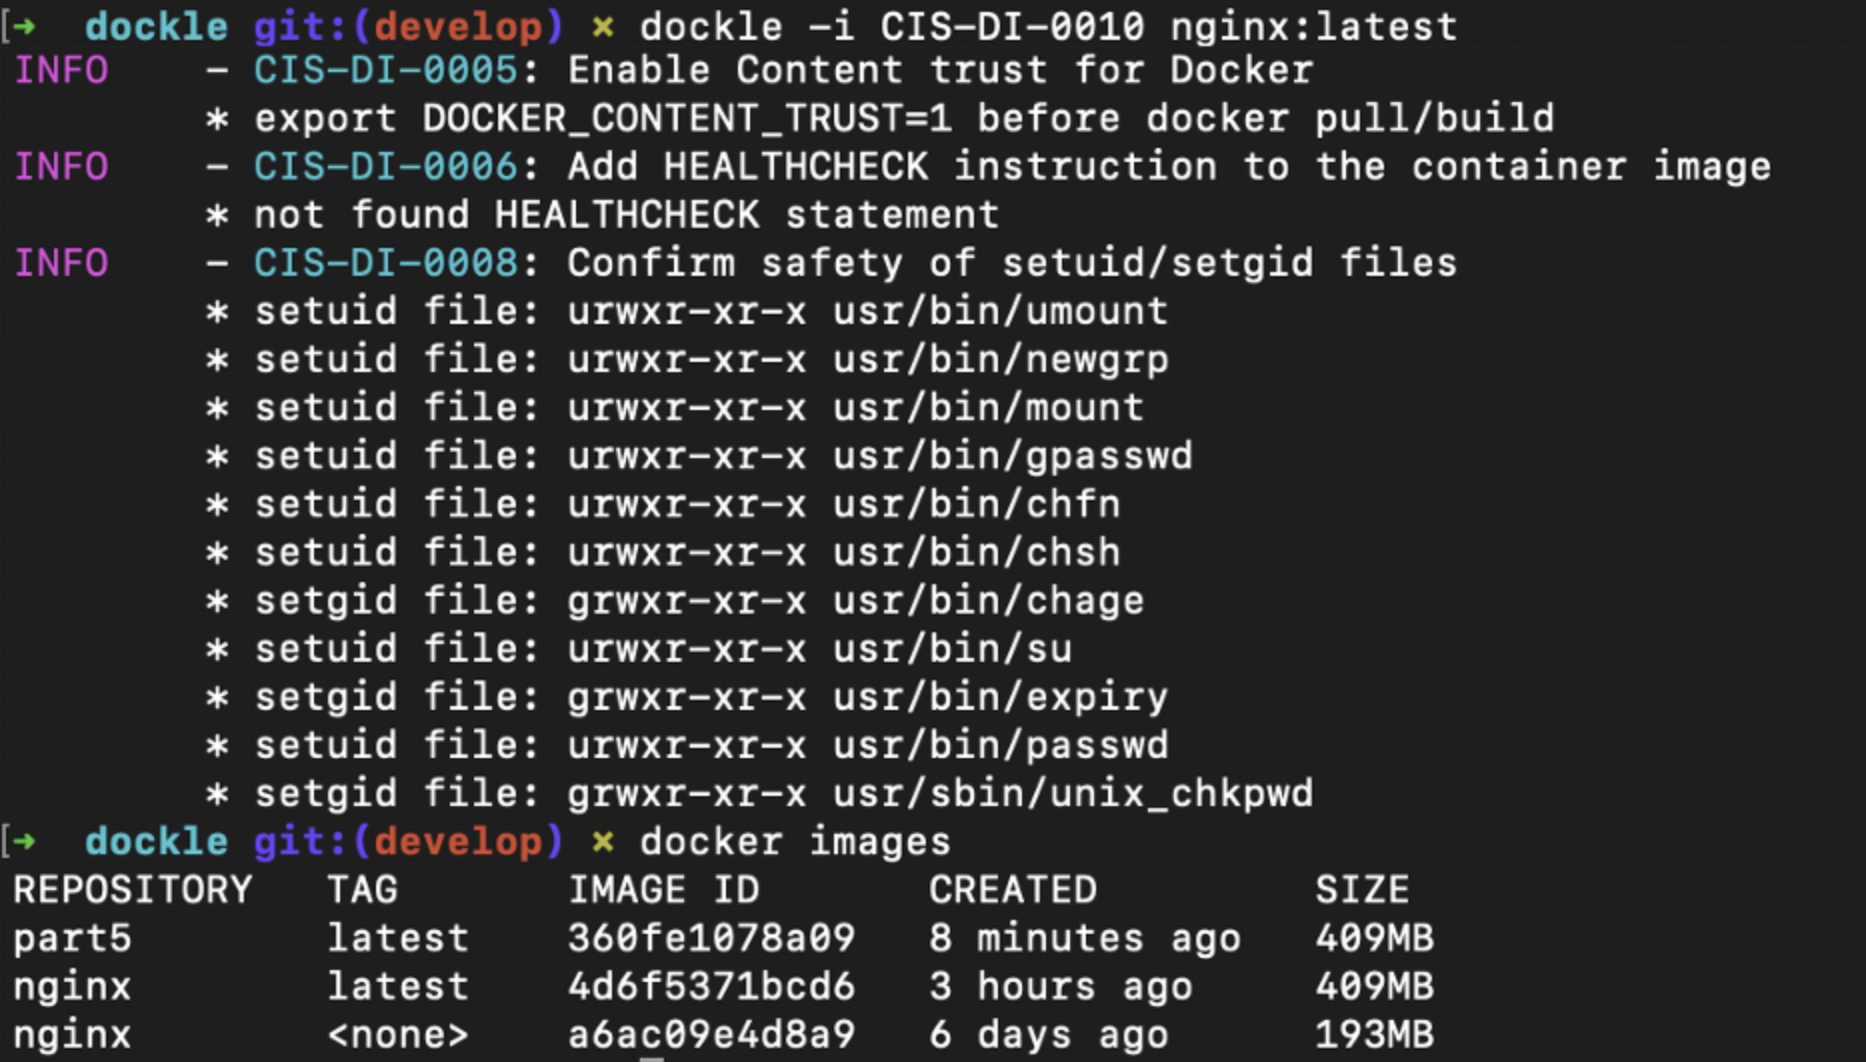 [➜  dockle git:(develop) ✗ dockle -i CIS-DI-0010 nginx:latest
INFO    - CIS-DI-0005: Enable Content trust for Docker
        * export DOCKER_CONTENT_TRUST=1 before docker pull/build
INFO    - CIS-DI-0006: Add HEALTHCHECK instruction to the container image
        * not found HEALTHCHECK statement
INFO    - CIS-DI-0008: Confirm safety of setuid/setgid files
        * setuid file: urwxr-xr-x usr/bin/umount
        * setuid file: urwxr-xr-x usr/bin/newgrp
        * setuid file: urwxr-xr-x usr/bin/mount
        * setuid file: urwxr-xr-x usr/bin/gpasswd
        * setuid file: urwxr-xr-x usr/bin/chfn
        * setuid file: urwxr-xr-x usr/bin/chsh
        * setgid file: grwxr-xr-x usr/bin/chage
        * setuid file: urwxr-xr-x usr/bin/su
        * setgid file: grwxr-xr-x usr/bin/expiry
        * setuid file: urwxr-xr-x usr/bin/passwd
        * setgid file: grwxr-xr-x usr/sbin/unix_chkpwd
[➜  dockle git:(develop) ✗ docker images
REPOSITORY   TAG       IMAGE ID       CREATED         SIZE
part5        latest    360fe1078a09   8 minutes ago   409MB
nginx        latest    4d6f5371bcd6   3 hours ago     409MB
nginx        <none>    a6ac09e4d8a9   6 days ago      193MB